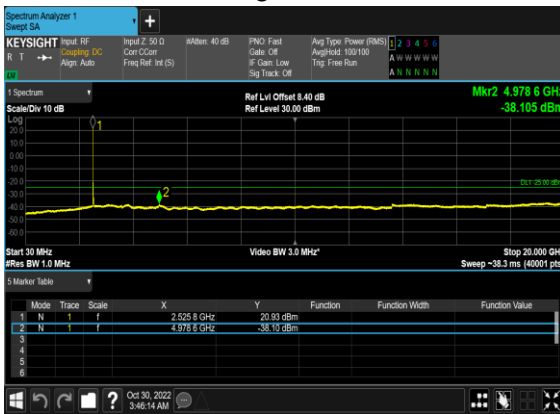 Spectrum Analyzer 1
Swept SA
KEYSIGHT
R T
LV
Input: RF
Coupling: DC
Align: Auto
Input Z: 50 Ω
Corr CCorr
Freq Ref: Int (S)
#Atten: 40 dB
PNO: Fast
Gate: Off
IF Gain: Low
Sig Track: Off
Avg Type: Power (RMS)
Avg|Hold: 100/100
Trig: Free Run
1 2 3 4 5 6
A W W W W W
A N N N N N
1 Spectrum
Scale/Div 10 dB
Ref Lvl Offset 8.40 dB
Ref Level 30.00 dBm
Mkr2 4.978 6 GHz
-38.105 dBm
Log
20.0
10.0
0.00
-10.0
-20.0
-30.0
-40.0
-50.0
-60.0
1
2
DL1 -25.00 dBm
Start 30 MHz
#Res BW 1.0 MHz
Video BW 3.0 MHz*
Stop 20.000 GH
Sweep ~38.3 ms (40001 pts
5 Marker Table
Mode Trace Scale X Y Function Function Width Function Value
1 N 1 f 2.525 8 GHz 20.93 dBm
2 N 1 f 4.978 6 GHz -38.10 dBm
3
4
5
6
?
Oct 30, 2022
3:46:14 AM